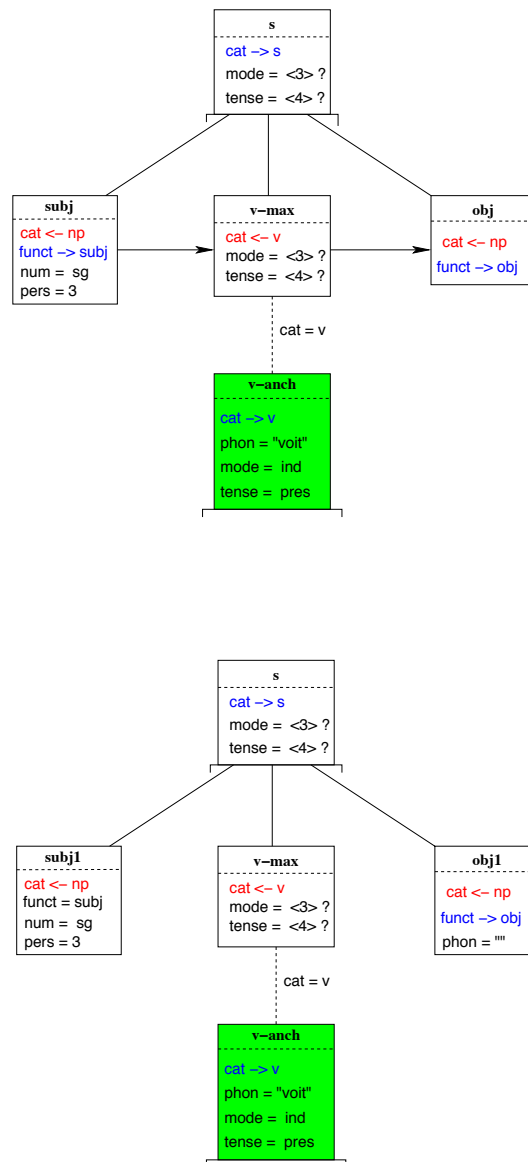 s
cat –> s
mode = <3> ?
tense = <4> ?
subj
cat <– np
funct –> subj
num = sg
pers = 3
v–max
cat <– v
mode = <3> ?
tense = <4> ?
obj
cat <– np
funct –> obj
cat = v
v–anch
cat –> v
phon = "voit"
mode = ind
tense = pres
s
cat –> s
mode = <3> ?
tense = <4> ?
subj1
cat <– np
funct = subj
num = sg
pers = 3
v–max
cat <– v
mode = <3> ?
tense = <4> ?
obj1
cat <– np
funct –> obj
phon = ""
cat = v
v–anch
cat –> v
phon = "voit"
mode = ind
tense = pres